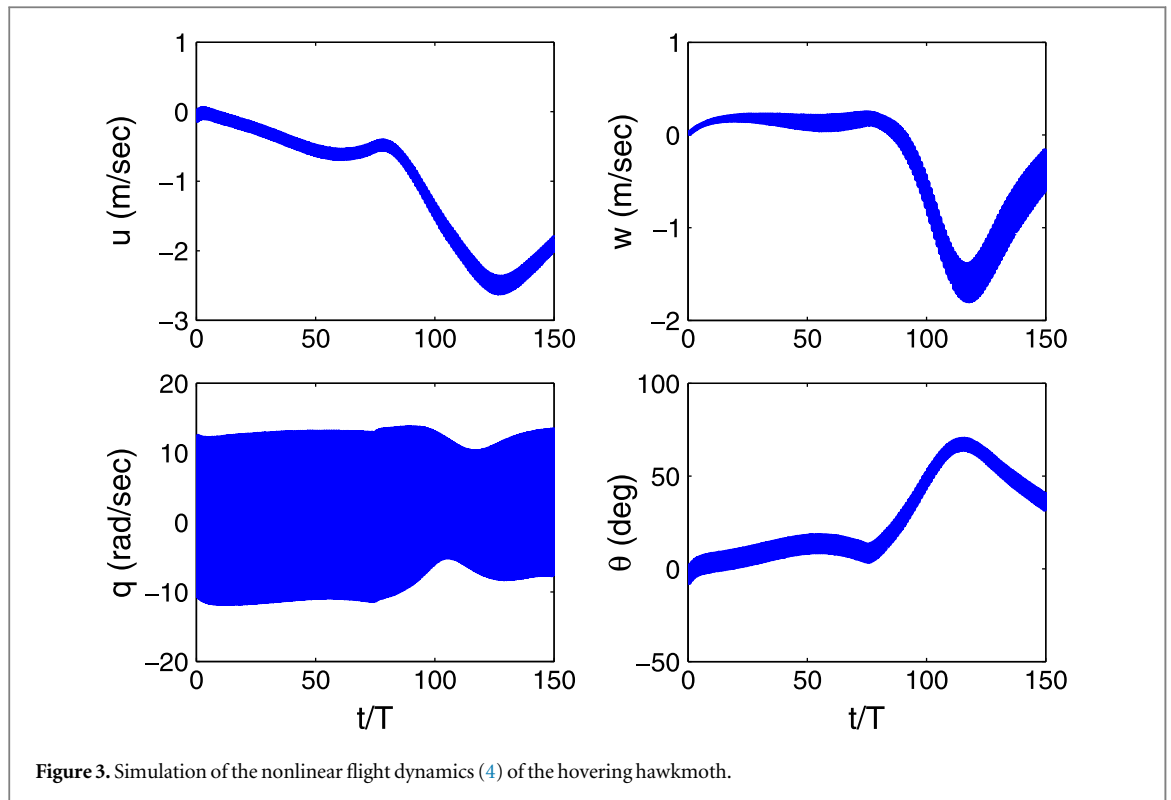 1
0
−1
−2
−3
u (m/sec)
0 50 100 150
1
0
−1
−2
w (m/sec)
0 50 100 150
20
10
0
−10
−20
q (rad/sec)
0 50 100 150
t/T
100
50
0
−50
θ (deg)
0 50 100 150
t/T
Figure 3. Simulation of the nonlinear flight dynamics (4) of the hovering hawkmoth.